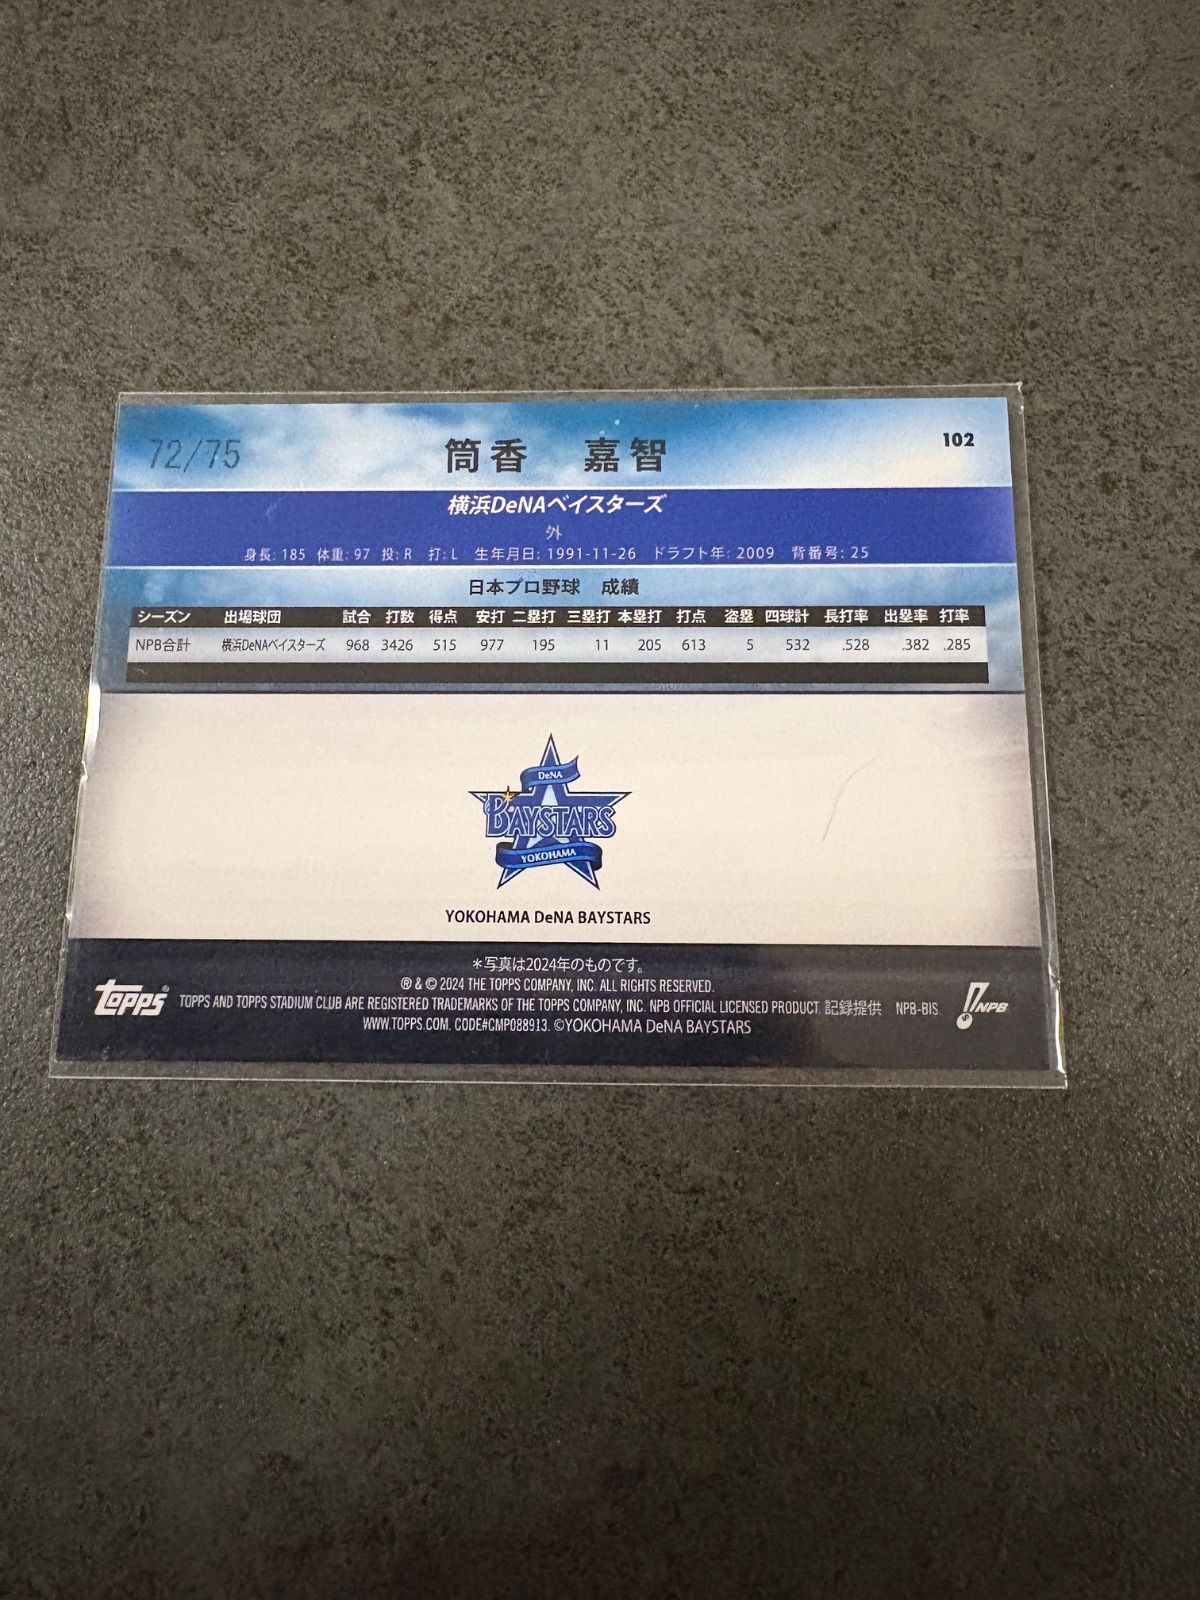 72/75
筒香 嘉智
102
横浜DeNAベイスターズ
外
身長: 185 体重: 97 投: R 打: L 生年月日: 1991-11-26 ドラフト年: 2009 背番号: 25
日本プロ野球 成績
シーズン 出場球団 試合 打数 得点 安打 二塁打 三塁打 本塁打 打点 盗塁 四球計 長打率 出塁率 打率
NPB合計 横浜DeNAベイスターズ 968 3426 515 977 195 11 205 613 5 532 .528 .382 .285
DeNA
BAYSTARS
YOKOHAMA
YOKOHAMA DeNA BAYSTARS
*写真は2024年のものです。
® & © 2024 THE TOPPS COMPANY, INC. ALL RIGHTS RESERVED.
topps® TOPPS AND TOPPS STADIUM CLUB ARE REGISTERED TRADEMARKS OF THE TOPPS COMPANY, INC. NPB OFFICIAL LICENSED PRODUCT. 記録提供 NPB-BIS. NPB
WWW.TOPPS.COM. CODE#CMP088913. ©YOKOHAMA DeNA BAYSTARS